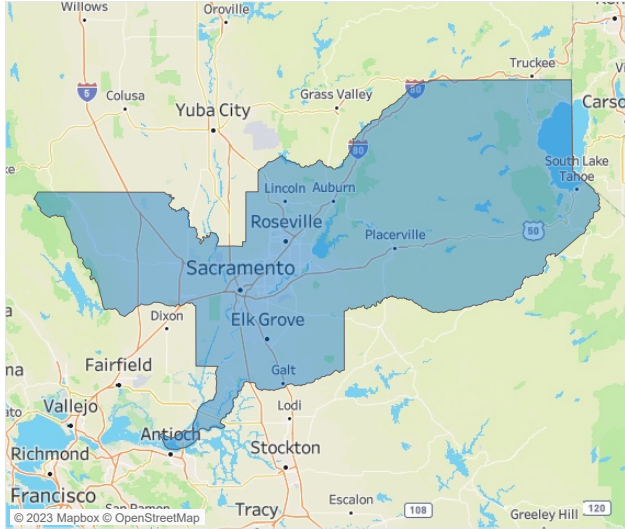 Willows
Oroville
Truckee
5
Colusa
Grass Valley
80
Yuba City
Carso
80
South Lake
Tahoe
Lincoln
Auburn
Roseville
Placerville
50
Sacramento
Dixon
Elk Grove
Fairfield
Galt
Vallejo
Lodi
Antioch
Richmond
Stockton
Francisco
San Ramon
Tracy
Escalon
108
120
Greeley Hill
© 2023 Mapbox © OpenStreetMap